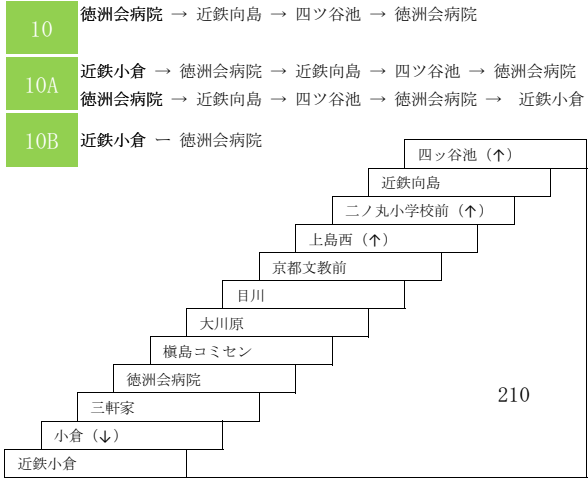 10 徳洲会病院 → 近鉄向島 → 四ツ谷池 → 徳洲会病院
10A 近鉄小倉 → 徳洲会病院 → 近鉄向島 → 四ツ谷池 → 徳洲会病院
徳洲会病院 → 近鉄向島 → 四ツ谷池 → 徳洲会病院 → 近鉄小倉
10B 近鉄小倉 ー 徳洲会病院
四ッ谷池（↑）
近鉄向島
二ノ丸小学校前（↑）
上島西（↑）
京都文教前
目川
大川原
槇島コミセン
徳洲会病院
三軒家
小倉（↓）
近鉄小倉
210